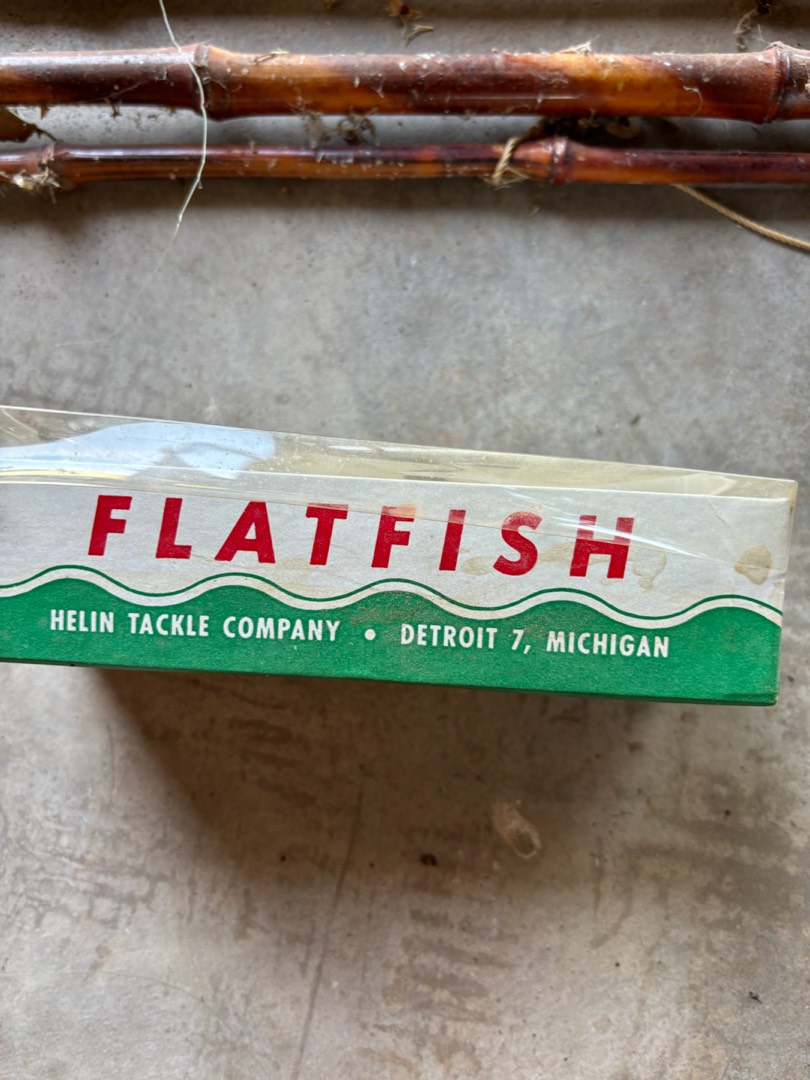 FLATFISH
HELIN TACKLE COMPANY • DETROIT 7, MICHIGAN